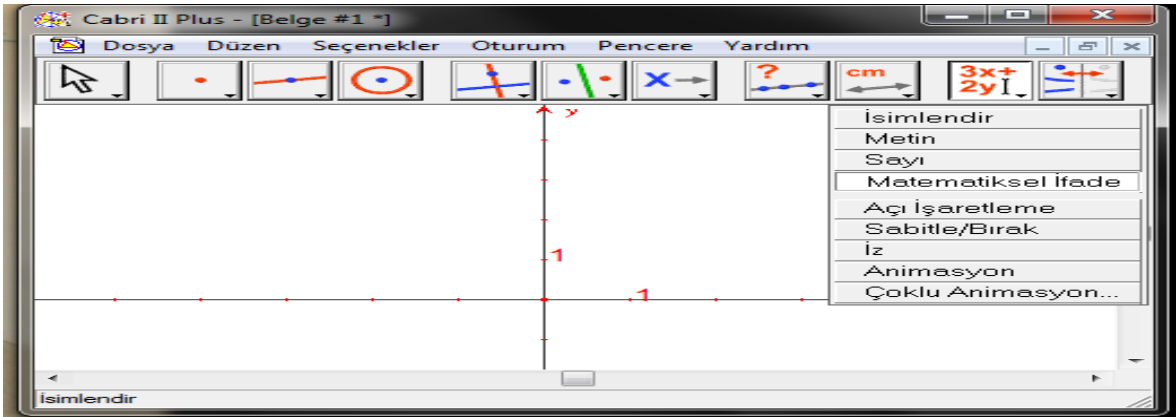 Cabri II Plus - [Belge #1 *]
Dosya Düzen Seçenekler Oturum Pencere Yardım
? cm 3x+
x 2y
y
1
1
İsimlendir
Metin
Sayı
Matematiksel İfade
Açı İşaretleme
Sabitle/Bırak
İz
Animasyon
Çoklu Animasyon...
İsimlendir